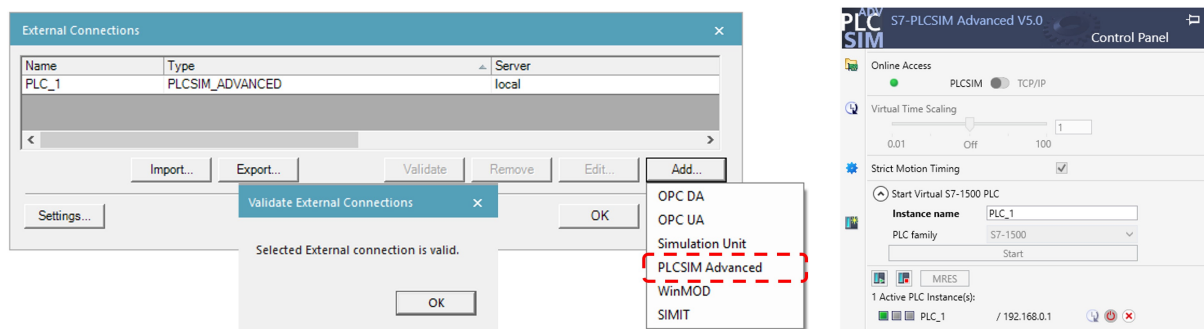 External Connections
Name Type Server
PLC_1 PLCSIM_ADVANCED local
Import... Export... Validate Remove Edit... Add...
Settings... OK
Validate External Connections
Selected External connection is valid.
OK
OPC DA
OPC UA
Simulation Unit
PLCSIM Advanced
WinMOD
SIMIT
PLC ADV
SIM
S7-PLCSIM Advanced V5.0
Control Panel
Online Access
PLCSIM TCP/IP
Virtual Time Scaling
1
0.01 Off 100
Strict Motion Timing
Start Virtual S7-1500 PLC
Instance name PLC_1
PLC family S7-1500
Start
MRES
1 Active PLC Instance(s):
PLC_1 / 192.168.0.1